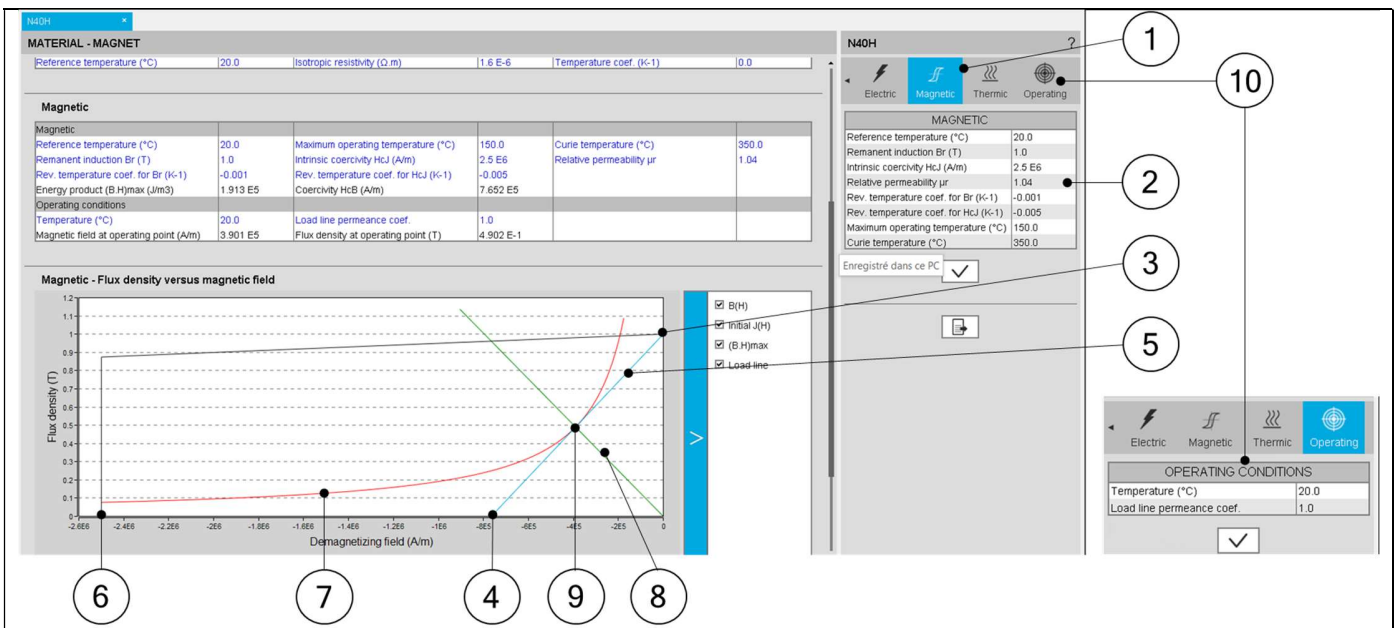 N40H ×
MATERIAL - MAGNET
Reference temperature (°C) 20.0 Isotropic resistivity (Ω.m) 1.6 E-6 Temperature coef. (K-1) 0.0
Magnetic
Magnetic
Reference temperature (°C) 20.0 Maximum operating temperature (°C) 150.0 Curie temperature (°C) 350.0
Remanent induction Br (T) 1.0 Intrinsic coercivity HcJ (A/m) 2.5 E6 Relative permeability μr 1.04
Rev. temperature coef. for Br (K-1) -0.001 Rev. temperature coef. for HcJ (K-1) -0.005
Energy product (B.H)max (J/m3) 1.913 E5 Coercivity HcB (A/m) 7.652 E5
Operating conditions
Temperature (°C) 20.0 Load line permeance coef. 1.0
Magnetic field at operating point (A/m) 3.901 E5 Flux density at operating point (T) 4.902 E-1
Magnetic - Flux density versus magnetic field
1.2
1.1
1
0.9
0.8
0.7
0.6
0.5
0.4
0.3
0.2
0.1
0
Flux density (T)
-2.6E6 -2.4E6 -2.2E6 -2E6 -1.8E6 -1.6E6 -1.4E6 -1.2E6 -1E6 -8E5 -6E5 -4E5 -2E5 0
Demagnetizing field (A/m)
>
B(H)
Initial J(H)
(B.H)max
Load line
N40H ?
Electric Magnetic Thermic Operating
MAGNETIC
Reference temperature (°C) 20.0
Remanent induction Br (T) 1.0
Intrinsic coercivity HcJ (A/m) 2.5 E6
Relative permeability μr 1.04
Rev. temperature coef. for Br (K-1) -0.001
Rev. temperature coef. for HcJ (K-1) -0.005
Maximum operating temperature (°C) 150.0
Curie temperature (°C) 350.0
Enregistré dans ce PC
Electric Magnetic Thermic Operating
OPERATING CONDITIONS
Temperature (°C) 20.0
Load line permeance coef. 1.0
1
10
2
3
5
6
7
4
9
8